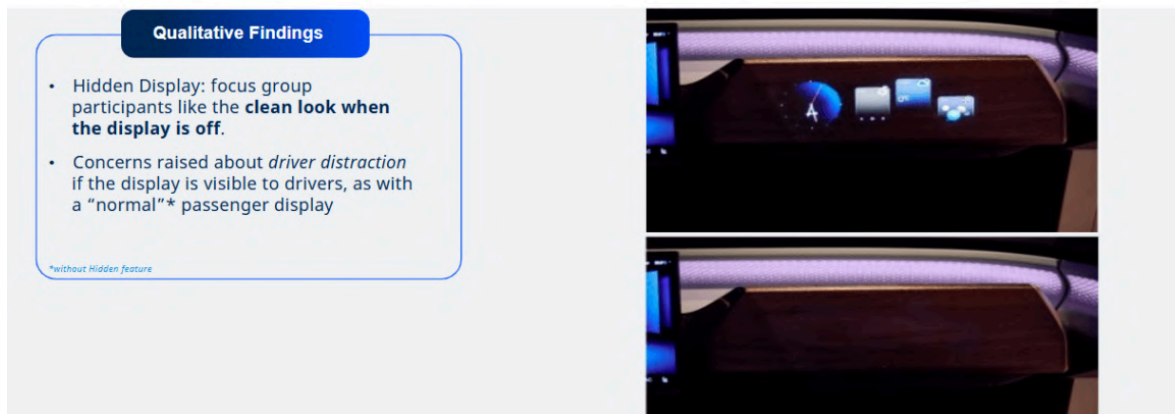 Qualitative Findings
• Hidden Display: focus group
participants like the clean look when
the display is off.
• Concerns raised about driver distraction
if the display is visible to drivers, as with
a “normal”* passenger display
*without Hidden feature